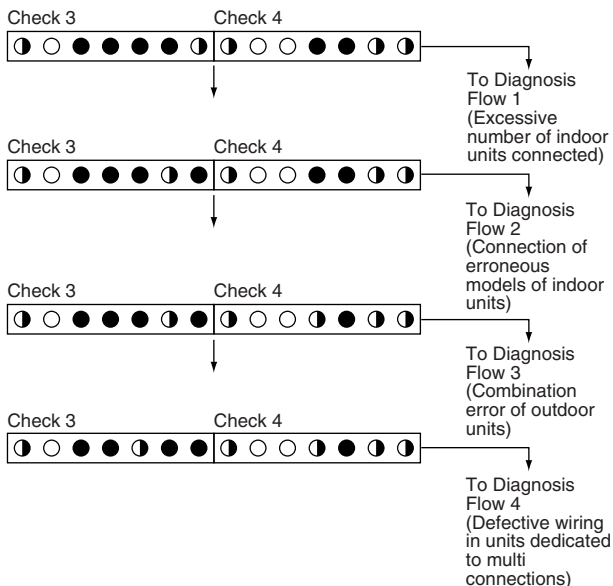 Check 3 Check 4
To Diagnosis
Flow 1
(Excessive
number of indoor
units connected)
Check 3 Check 4
To Diagnosis
Flow 2
(Connection of
erroneous
models of indoor
units)
Check 3 Check 4
To Diagnosis
Flow 3
(Combination
error of outdoor
units)
Check 3 Check 4
To Diagnosis
Flow 4
(Defective wiring
in units dedicated
to multi
connections)